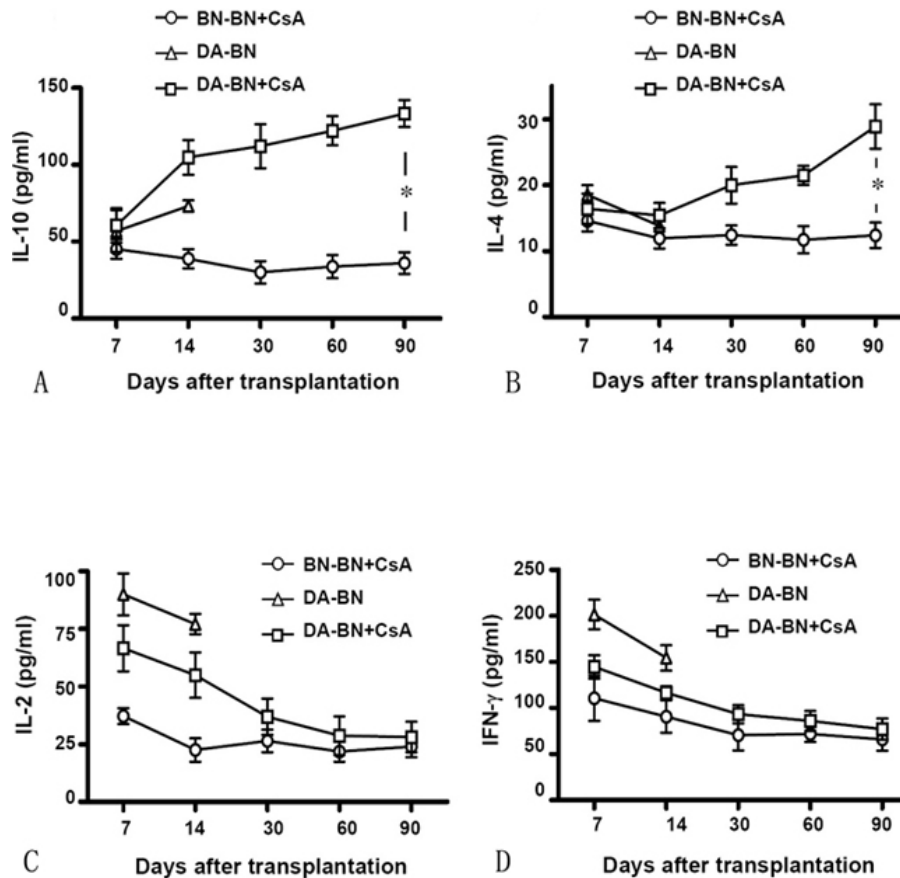 BN-BN+CsA
DA-BN
DA-BN+CsA
150
100
50
0
IL-10 (pg/ml)
*
7 14 30 60 90
Days after transplantation
A
BN-BN+CsA
DA-BN
DA-BN+CsA
30
20
10
0
IL-4 (pg/ml)
*
7 14 30 60 90
Days after transplantation
B
BN-BN+CsA
DA-BN
DA-BN+CsA
100
75
50
25
0
IL-2 (pg/ml)
7 14 30 60 90
Days after transplantation
C
BN-BN+CsA
DA-BN
DA-BN+CsA
250
200
150
100
50
0
IFN-γ (pg/ml)
7 14 30 60 90
Days after transplantation
D